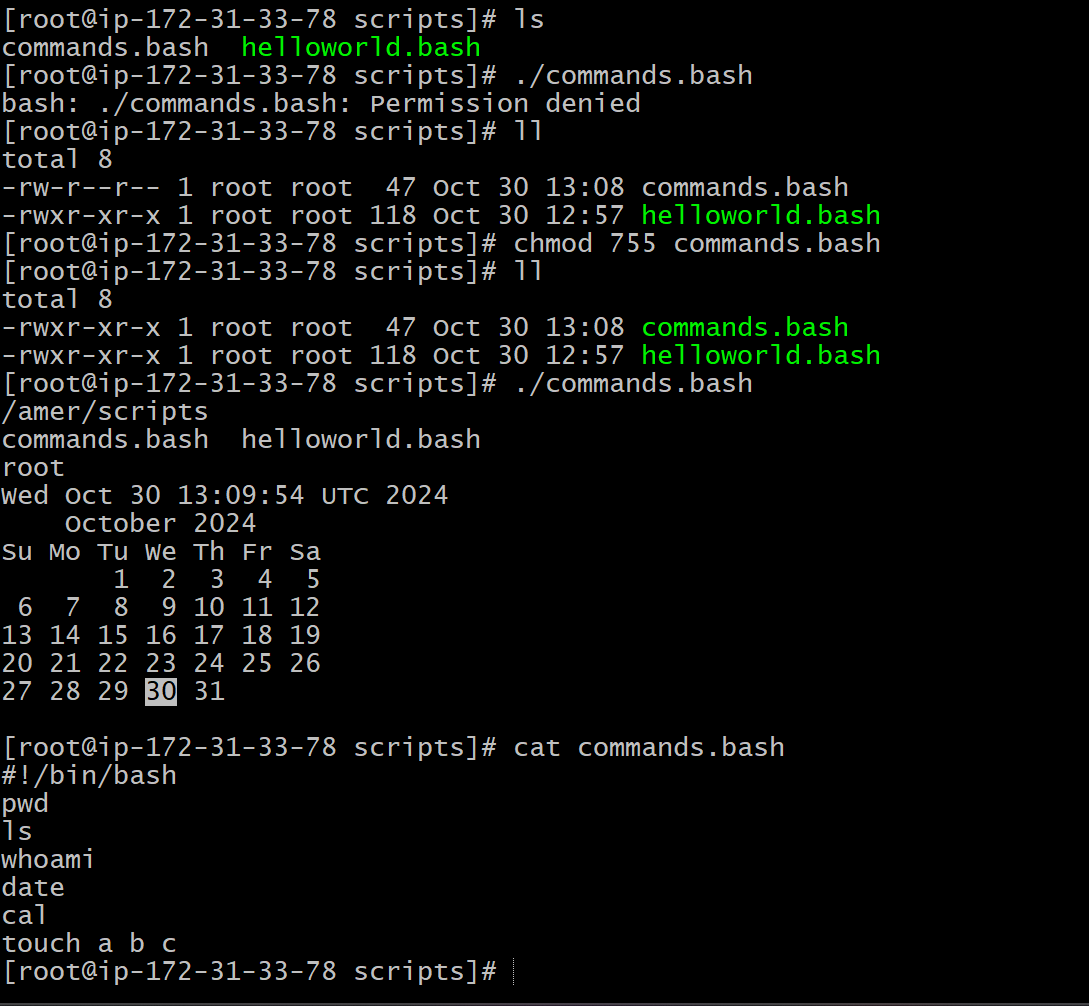 [root@ip-172-31-33-78 scripts]# ls
commands.bash  helloworld.bash
[root@ip-172-31-33-78 scripts]# ./commands.bash
bash: ./commands.bash: Permission denied
[root@ip-172-31-33-78 scripts]# ll
total 8
-rw-r--r-- 1 root root  47 Oct 30 13:08 commands.bash
-rwxr-xr-x 1 root root 118 Oct 30 12:57 helloworld.bash
[root@ip-172-31-33-78 scripts]# chmod 755 commands.bash
[root@ip-172-31-33-78 scripts]# ll
total 8
-rwxr-xr-x 1 root root  47 Oct 30 13:08 commands.bash
-rwxr-xr-x 1 root root 118 Oct 30 12:57 helloworld.bash
[root@ip-172-31-33-78 scripts]# ./commands.bash
/amer/scripts
commands.bash  helloworld.bash
root
Wed Oct 30 13:09:54 UTC 2024
    October 2024
Su Mo Tu We Th Fr Sa
       1  2  3  4  5
 6  7  8  9 10 11 12
13 14 15 16 17 18 19
20 21 22 23 24 25 26
27 28 29 30 31

[root@ip-172-31-33-78 scripts]# cat commands.bash
#!/bin/bash
pwd
ls
whoami
date
cal
touch a b c
[root@ip-172-31-33-78 scripts]#